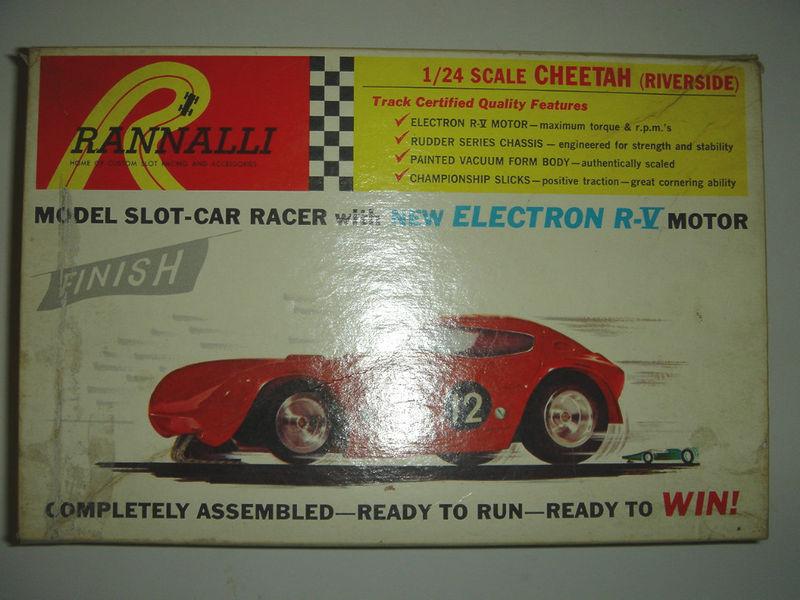 RANNALLI
HOME OF CUSTOM SLOT RACING AND ACCESSORIES
1/24 SCALE CHEETAH (RIVERSIDE)
Track Certified Quality Features
✓ ELECTRON R-V MOTOR—maximum torque & r.p.m.'s
✓ RUDDER SERIES CHASSIS — engineered for strength and stability
✓ PAINTED VACUUM FORM BODY—authentically scaled
✓ CHAMPIONSHIP SLICKS—positive traction—great cornering ability
MODEL SLOT-CAR RACER with NEW ELECTRON R-V MOTOR
FINISH
12
COMPLETELY ASSEMBLED—READY TO RUN—READY TO WIN!